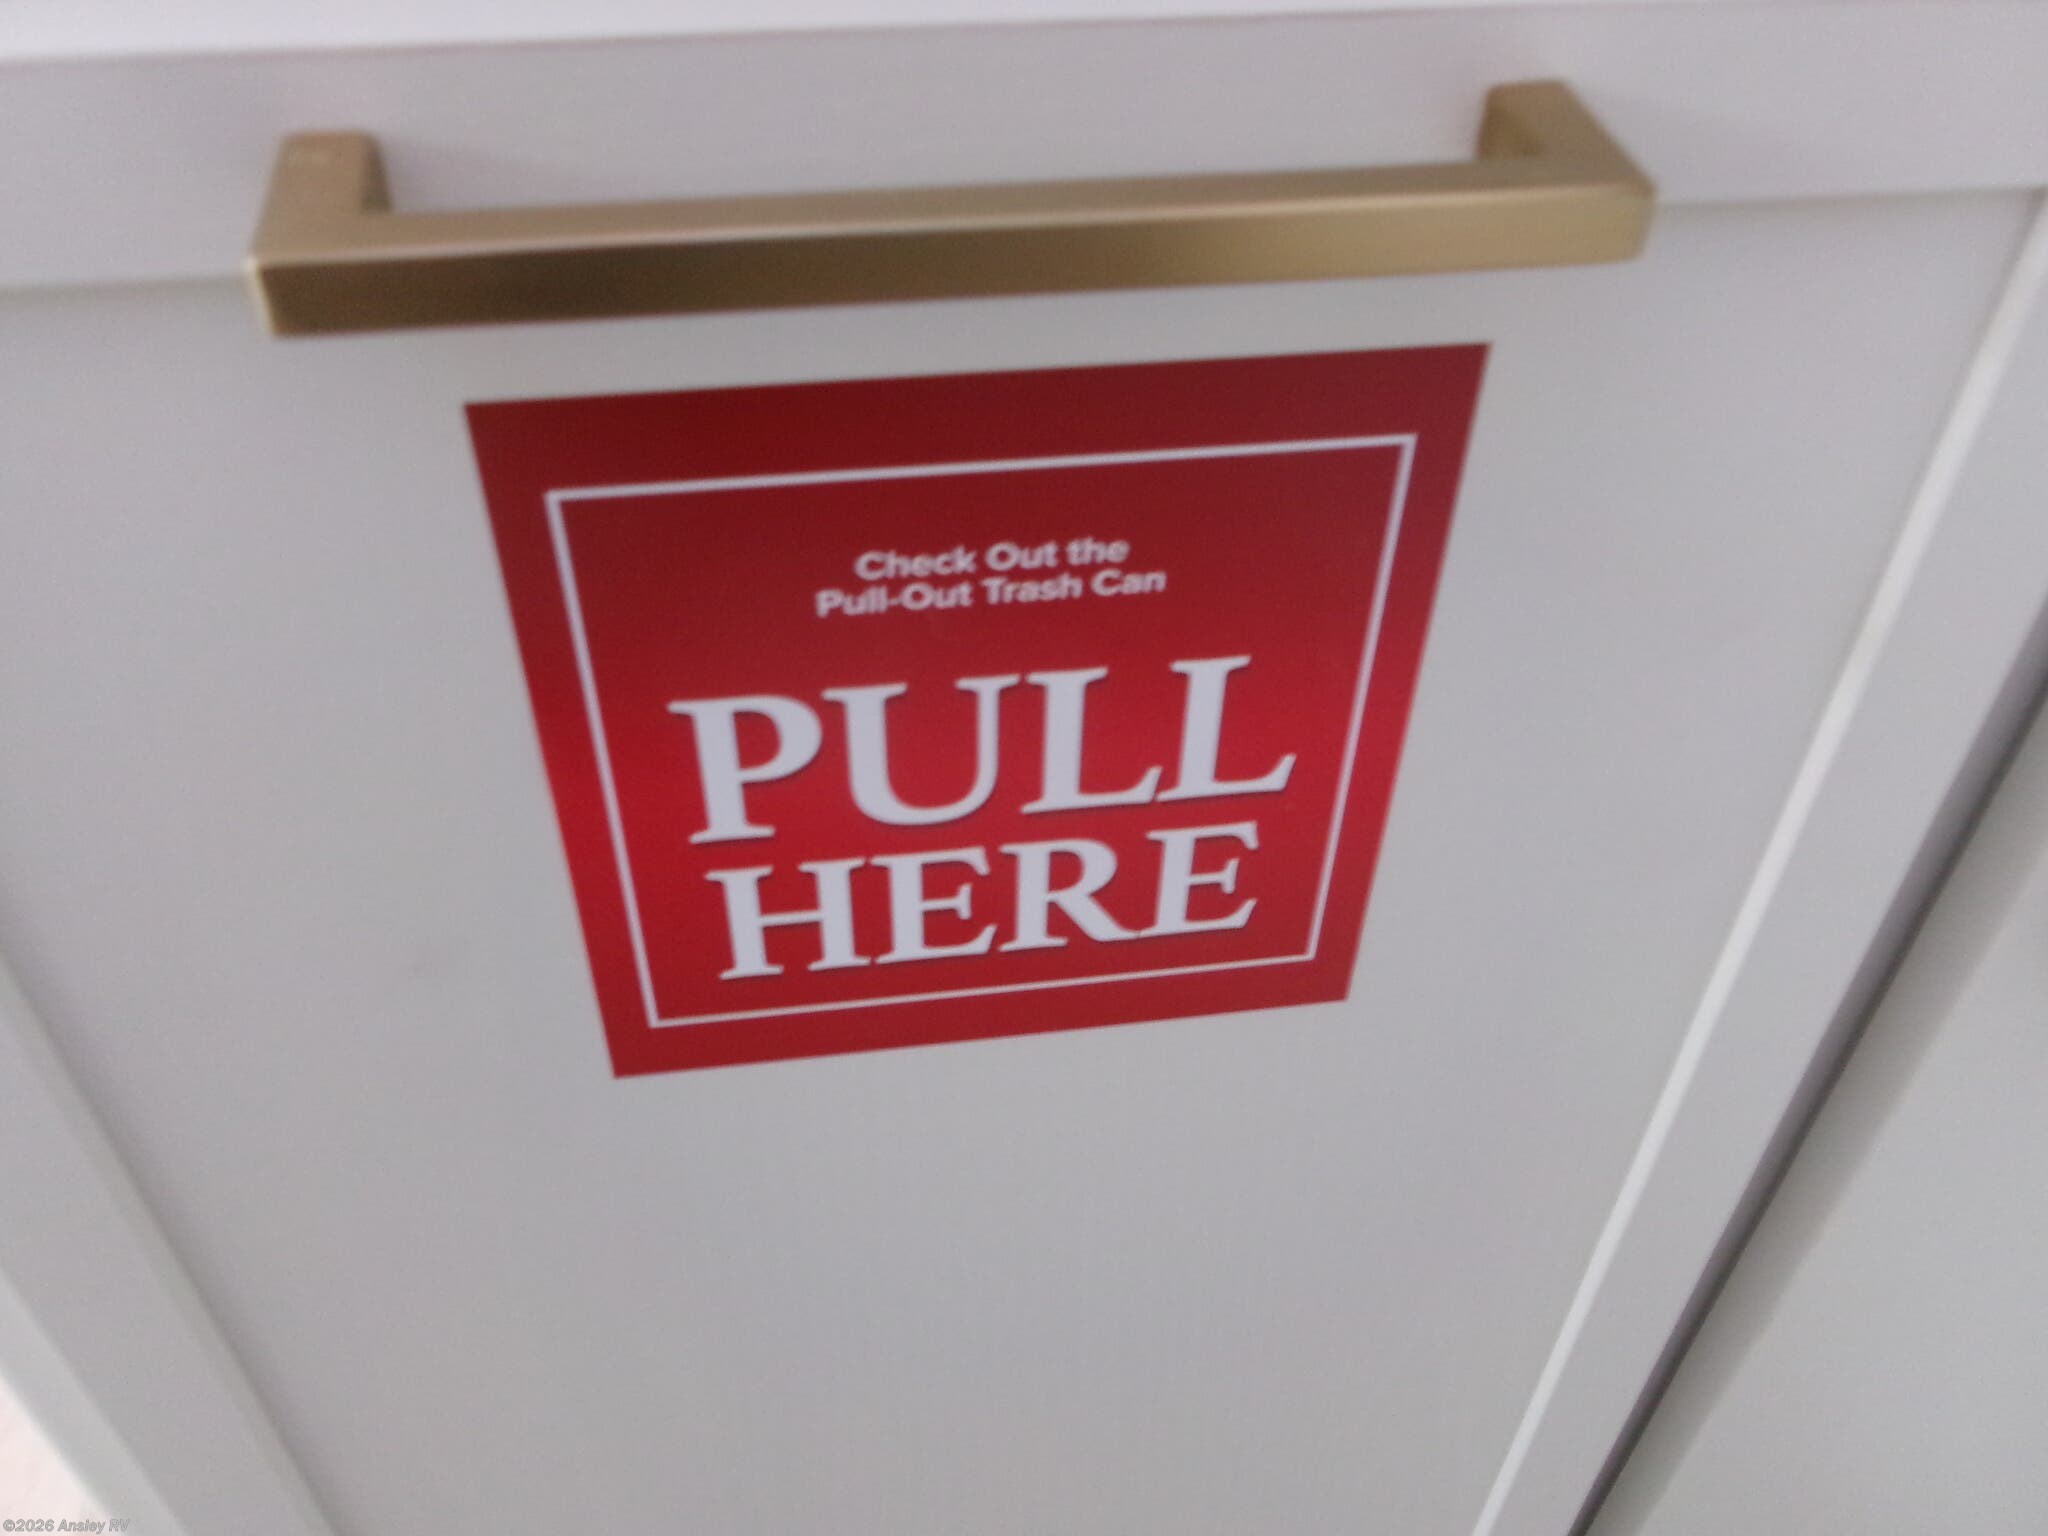 Check Out the
Pull-Out Trash Can
PULL
HERE
©2026 Ansley RV